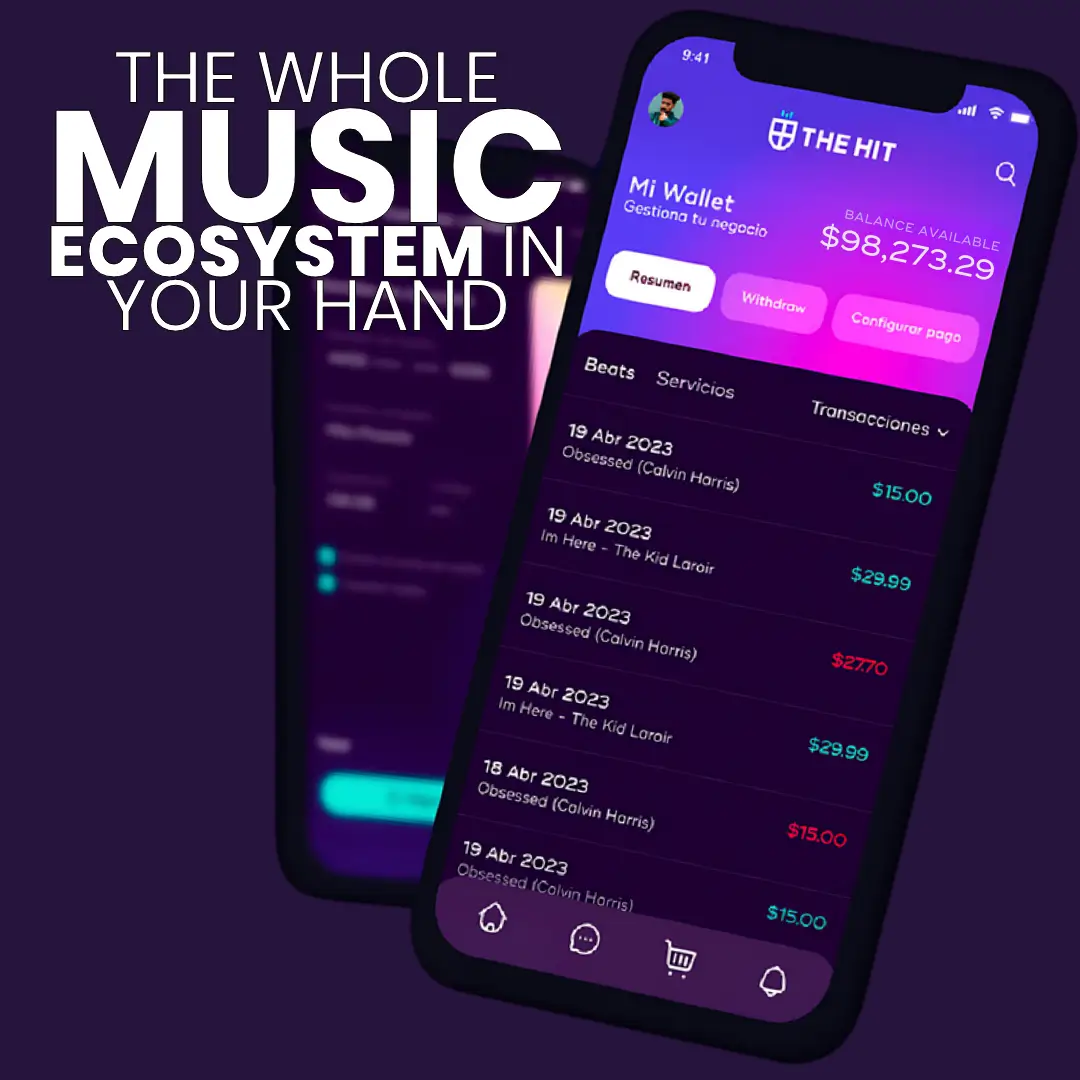 THE WHOLE
MUSIC
ECOSYSTEM IN
YOUR HAND
9:41
THE HIT
Mi Wallet
Gestiona tu negocio
BALANCE AVAILABLE
$98,273.29
Resumen
Withdraw
Configurar pago
Beats
Servicios
Transacciones
19 Abr 2023
Obsessed (Calvin Harris)
$15.00
19 Abr 2023
Im Here - The Kid Laroir
$29.99
19 Abr 2023
Obsessed (Calvin Harris)
$27.70
19 Abr 2023
Im Here - The Kid Laroir
$29.99
18 Abr 2023
Obsessed (Calvin Harris)
$15.00
19 Abr 2023
Obsessed (Calvin Harris)
$15.00